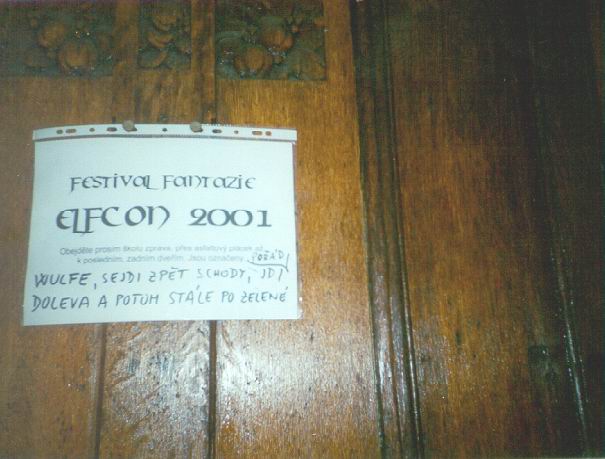 FESTIVAL FANTAZIE
ELFCON 2001
Obejděte prosím školu zprava, přes asfaltový plácek až
k posledním, zadním dveřím. Jsou označeny. POŘÁD
WULFE, SEJDI ZPĚT SCHODY, JDI
DOLEVA A POTOM STÁLE PO ZELENÉ